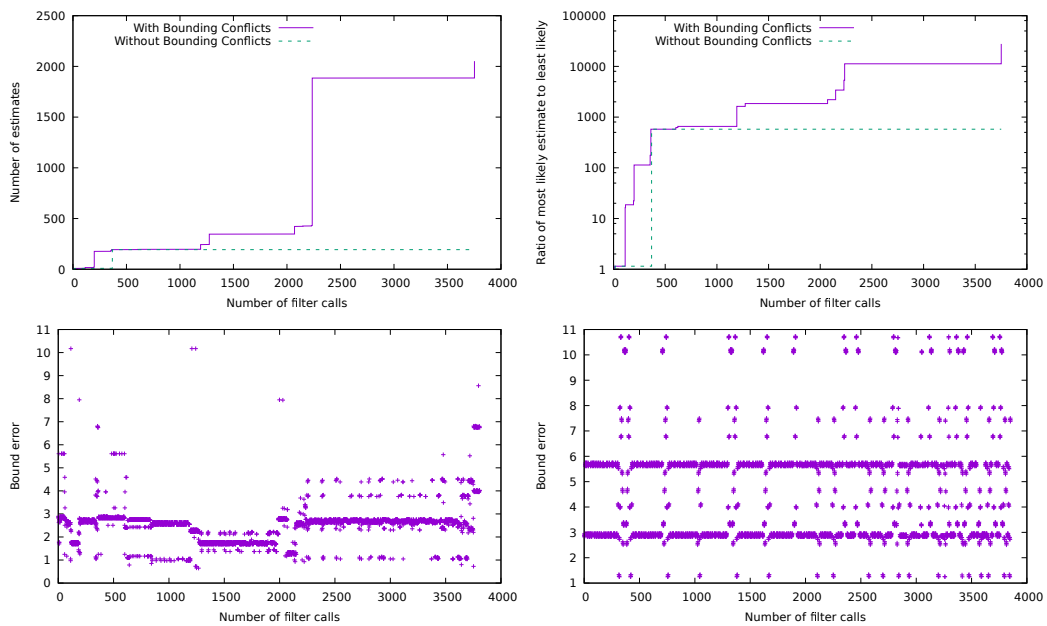 2500
2000
1500
1000
500
0
Number of estimates
With Bounding Conflicts
Without Bounding Conflicts
0 500 1000 1500 2000 2500 3000 3500 4000
Number of filter calls
100000
10000
1000
100
10
1
Ratio of most likely estimate to least likely
With Bounding Conflicts
Without Bounding Conflicts
0 500 1000 1500 2000 2500 3000 3500 4000
Number of filter calls
11
10
9
8
7
6
5
4
3
2
1
0
Bound error
0 500 1000 1500 2000 2500 3000 3500 4000
Number of filter calls
11
10
9
8
7
6
5
4
3
2
1
Bound error
0 500 1000 1500 2000 2500 3000 3500 4000
Number of filter calls